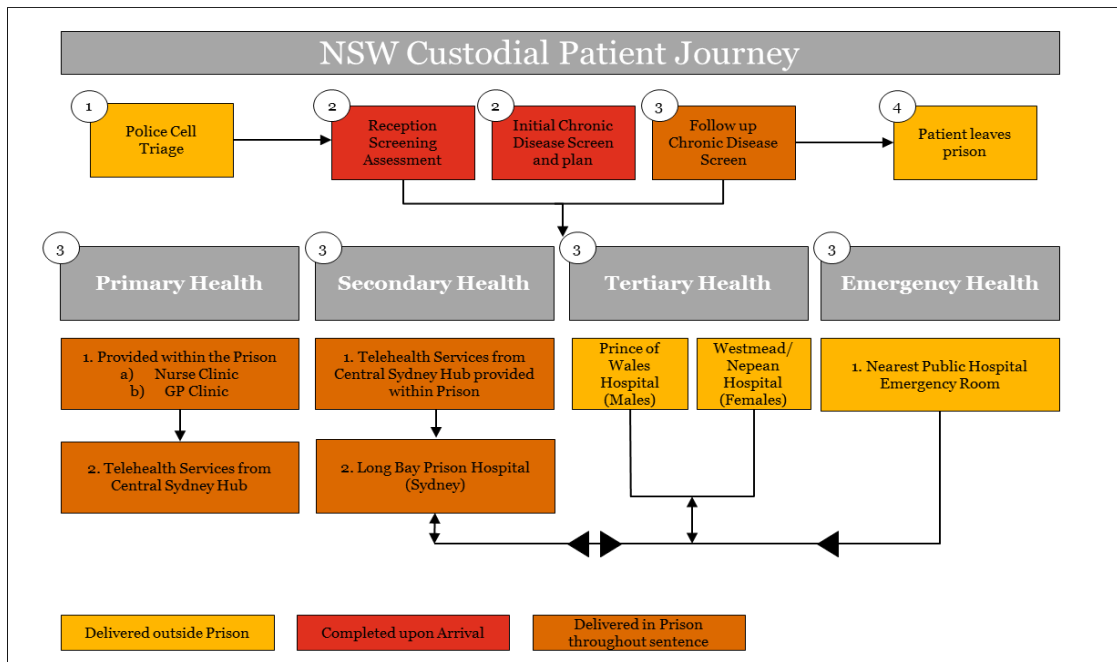 NSW Custodial Patient Journey
1
Police Cell
Triage
2
Reception
Screening
Assessment
2
Initial Chronic
Disease Screen
and plan
3
Follow up
Chronic Disease
Screen
4
Patient leaves
prison
3
Primary Health
3
Secondary Health
3
Tertiary Health
3
Emergency Health
1. Provided within the Prison
a) Nurse Clinic
b) GP Clinic
1. Telehealth Services from
Central Sydney Hub provided
within Prison
Prince of
Wales
Hospital
(Males)
Westmead/
Nepean
Hospital
(Females)
1. Nearest Public Hospital
Emergency Room
2. Telehealth Services from
Central Sydney Hub
2. Long Bay Prison Hospital
(Sydney)
Delivered outside Prison
Completed upon Arrival
Delivered in Prison
throughout sentence